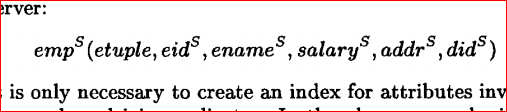 erver:
emp^S(etuple, eid^S, ename^S, salary^S, addr^S, did^S)
is only necessary to create an index for attributes inv